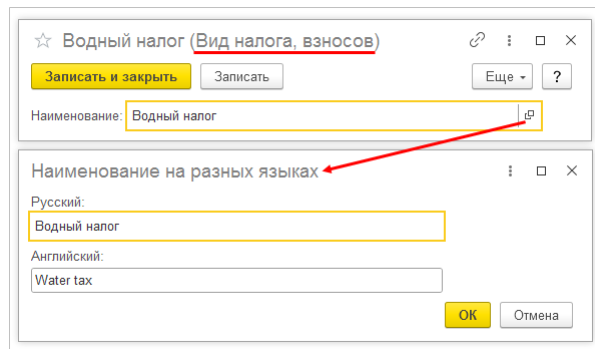 Водный налог (Вид налога, взносов)
Записать и закрыть Записать Еще ?
Наименование: Водный налог
Наименование на разных языках
Русский:
Водный налог
Английский:
Water tax
ОК Отмена